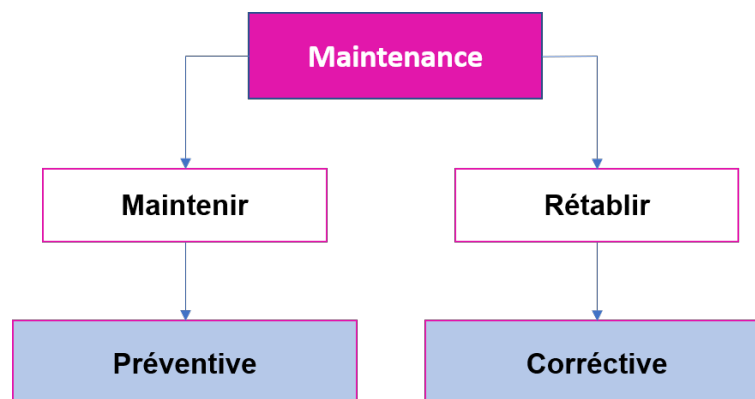 Maintenance
Maintenir
Rétablir
Préventive
Corréctive